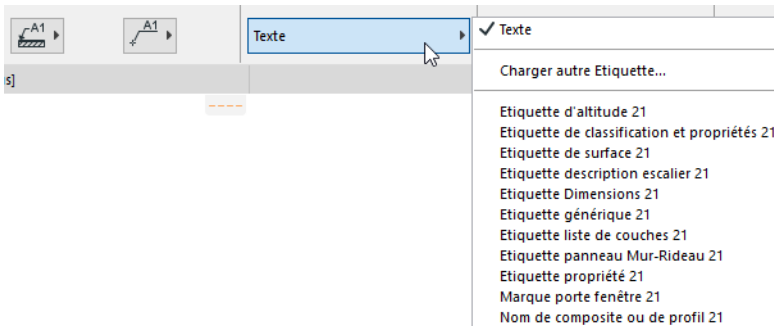 A1
A1
Texte
s]
Texte
Charger autre Etiquette...
Etiquette d'altitude 21
Etiquette de classification et propriétés 21
Etiquette de surface 21
Etiquette description escalier 21
Etiquette Dimensions 21
Etiquette générique 21
Etiquette liste de couches 21
Etiquette panneau Mur-Rideau 21
Etiquette propriété 21
Marque porte fenêtre 21
Nom de composite ou de profil 21